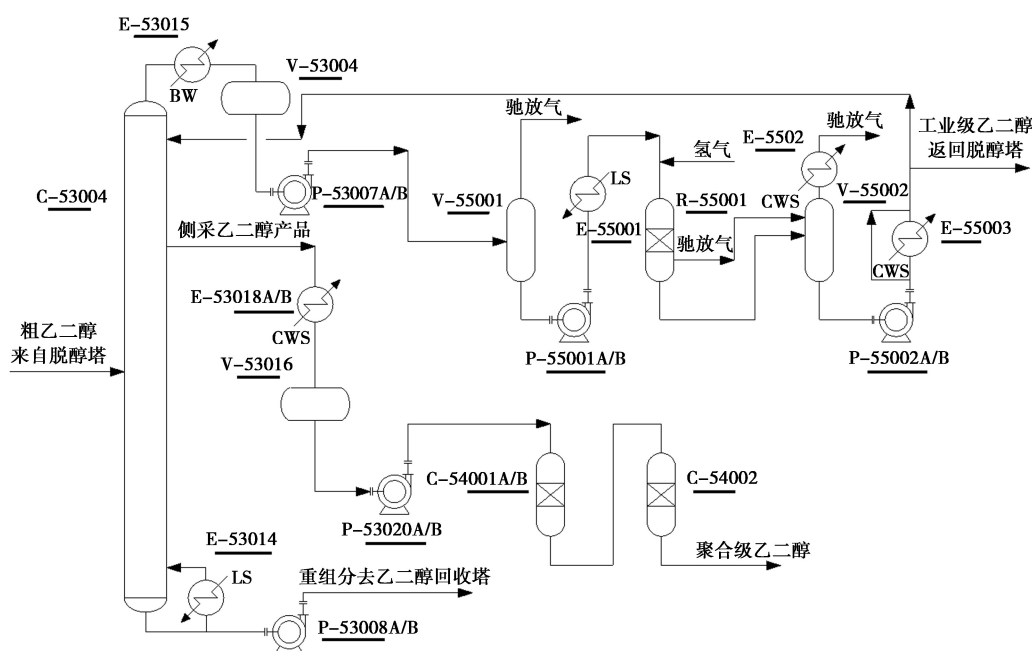 E-53015
BW
V-53004
C-53004
P-53007A/B
驰放气
V-55001
LS
E-55001
氢气
R-55001
驰放气
E-5502
驰放气
CWS
V-55002
工业级乙二醇
返回脱醇塔
E-55003
CWS
侧采乙二醇产品
E-53018A/B
CWS
V-53016
P-55001A/B
P-55002A/B
粗乙二醇
来自脱醇塔
C-54001A/B
C-54002
P-53020A/B
聚合级乙二醇
E-53014
LS
重组分去乙二醇回收塔
P-53008A/B